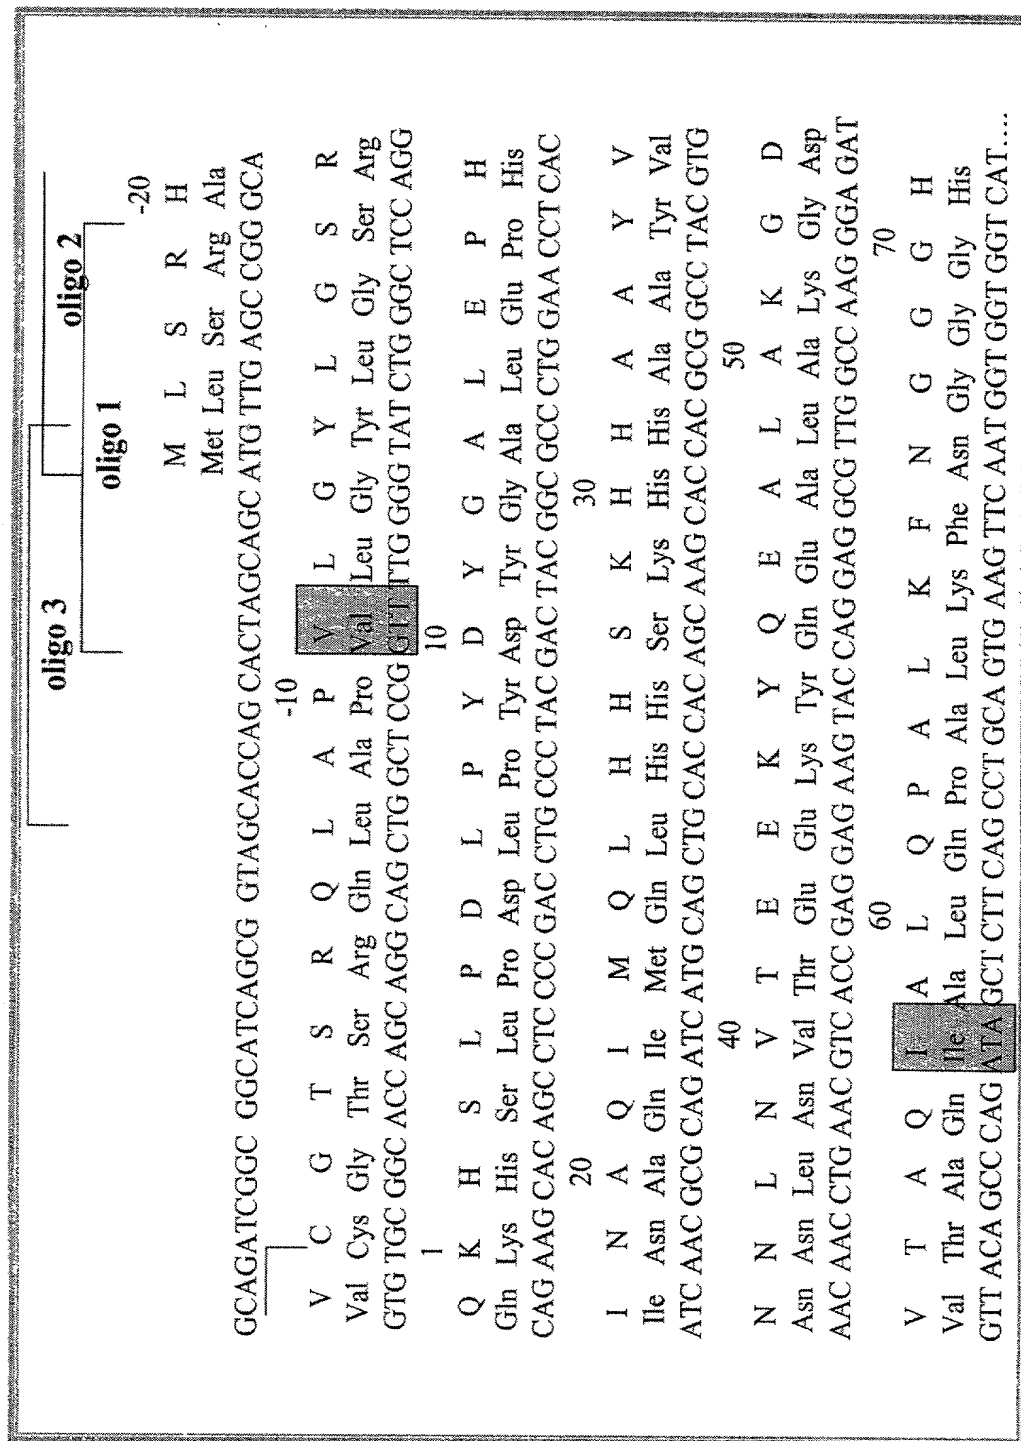 oligo 3
oligo 2
oligo 1
-20
M L S R H
Met Leu Ser Arg Ala
GCAGATCGGC GGCATCAGCG GTAGCACCAG CACTAGCAGC ATG TTG AGC CGG GCA
-10
V C G T S R Q L A P V L G Y L G S R
Val Cys Gly Thr Ser Arg Gln Leu Ala Pro Val Leu Gly Tyr Leu Gly Ser Arg
GTG TGC GGC ACC AGC AGG CAG CTG GCT CCG GTT TTG GGG TAT CTG GGC TCC AGG
1 10
Q K H S L P D L P Y D Y G A L E P H
Gln Lys His Ser Leu Pro Asp Leu Pro Tyr Asp Tyr Gly Ala Leu Glu Pro His
CAG AAG CAC AGC CTC CCC GAC CTG CCC TAC GAC TAC GGC GCC CTG GAA CCT CAC
20 30
I N A Q I M Q L H H S K H H A A Y V
Ile Asn Ala Gln Ile Met Gln Leu His His Ser Lys His His Ala Ala Tyr Val
ATC AAC GCG CAG ATC ATG CAG CTG CAC CAC AGC AAG CAC CAC GCG GCC TAC GTG
40 50
N N L N V T E E K Y Q E A L A K G D
Asn Asn Leu Asn Val Thr Glu Glu Lys Tyr Gln Glu Ala Leu Ala Lys Gly Asp
AAC AAC CTG AAC GTC ACC GAG GAG AAG TAC CAG GAG GCG TTG GCC AAG GGA GAT
60 70
V T A Q I A L Q P A L K F N G G G H
Val Thr Ala Gln Ile Ala Leu Gln Pro Ala Leu Lys Phe Asn Gly Gly Gly His
GTT ACA GCC CAG ATA GCT CTT CAG CCT GCA GTG AAG TTC AAT GGT GGT GGT CAT....